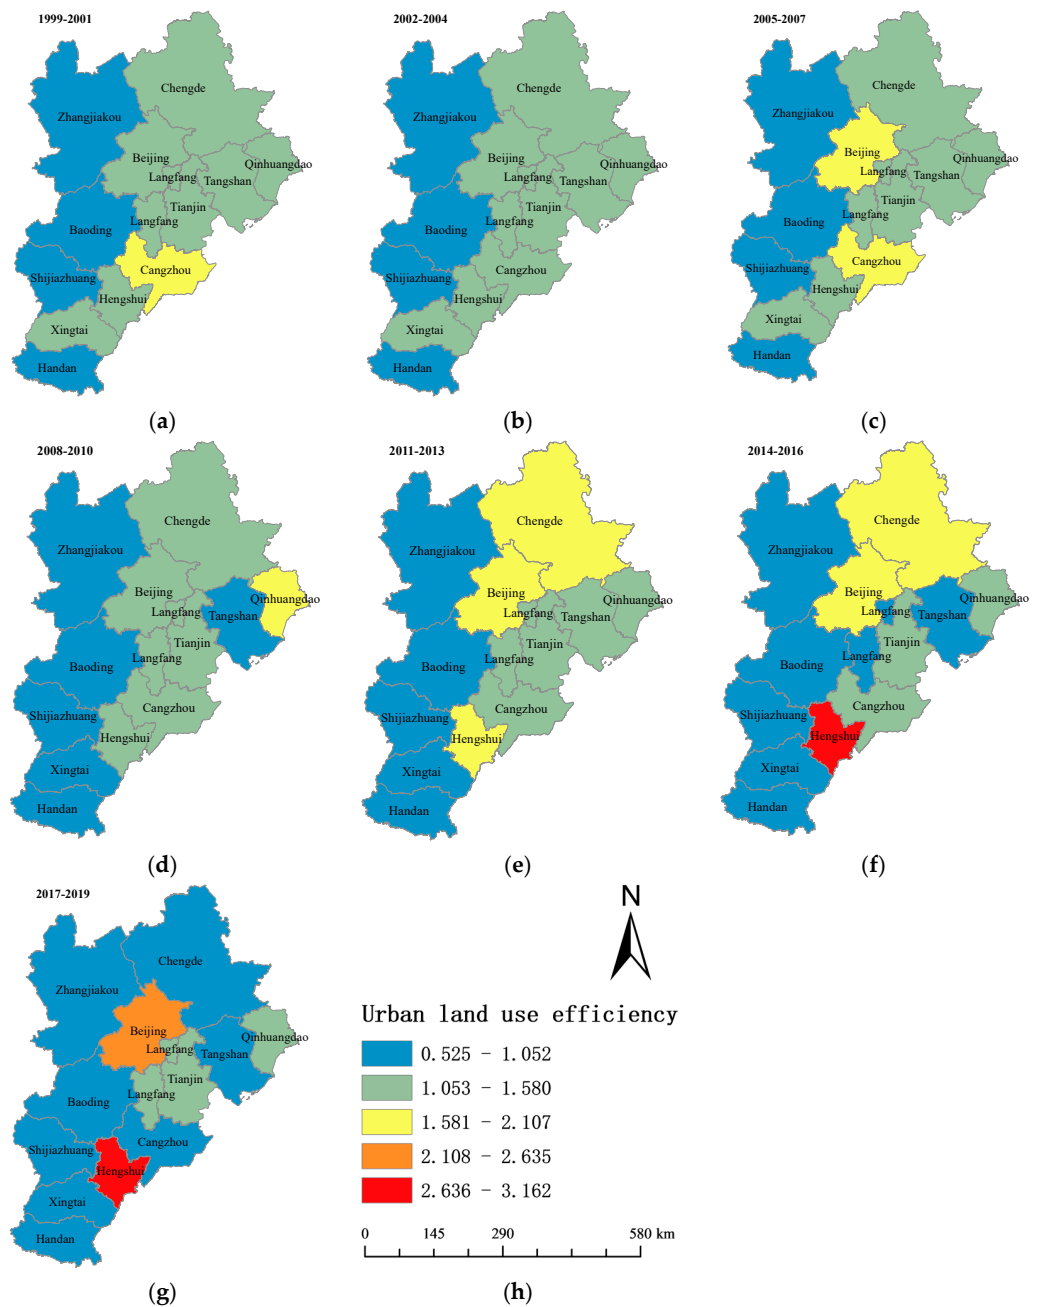 1999-2001
Chengde
Zhangjiakou
Beijing
Qinhuangdao
Langfang
Tangshan
Tianjin
Langfang
Baoding
Cangzhou
Shijiazhuang
Hengshui
Xingtai
Handan
(a)
2002-2004
Chengde
Zhangjiakou
Beijing
Qinhuangdao
Langfang
Tangshan
Tianjin
Langfang
Baoding
Cangzhou
Shijiazhuang
Hengshui
Xingtai
Handan
(b)
2005-2007
Chengde
Zhangjiakou
Beijing
Qinhuangdao
Langfang
Tangshan
Tianjin
Langfang
Baoding
Cangzhou
Shijiazhuang
Hengshui
Xingtai
Handan
(c)
2008-2010
Chengde
Zhangjiakou
Beijing
Qinhuangdao
Langfang
Tangshan
Tianjin
Langfang
Baoding
Cangzhou
Shijiazhuang
Hengshui
Xingtai
Handan
(d)
2011-2013
Chengde
Zhangjiakou
Beijing
Qinhuangdao
Langfang
Tangshan
Tianjin
Langfang
Baoding
Cangzhou
Shijiazhuang
Hengshui
Xingtai
Handan
(e)
2014-2016
Chengde
Zhangjiakou
Beijing
Qinhuangdao
Langfang
Tangshan
Tianjin
Langfang
Baoding
Cangzhou
Shijiazhuang
Hengshui
Xingtai
Handan
(f)
2017-2019
Chengde
Zhangjiakou
Beijing
Qinhuangdao
Langfang
Tangshan
Tianjin
Langfang
Baoding
Cangzhou
Shijiazhuang
Hengshui
Xingtai
Handan
(g)
N
Urban land use efficiency
0.525 - 1.052
1.053 - 1.580
1.581 - 2.107
2.108 - 2.635
2.636 - 3.162
0 145 290 580 km
(h)